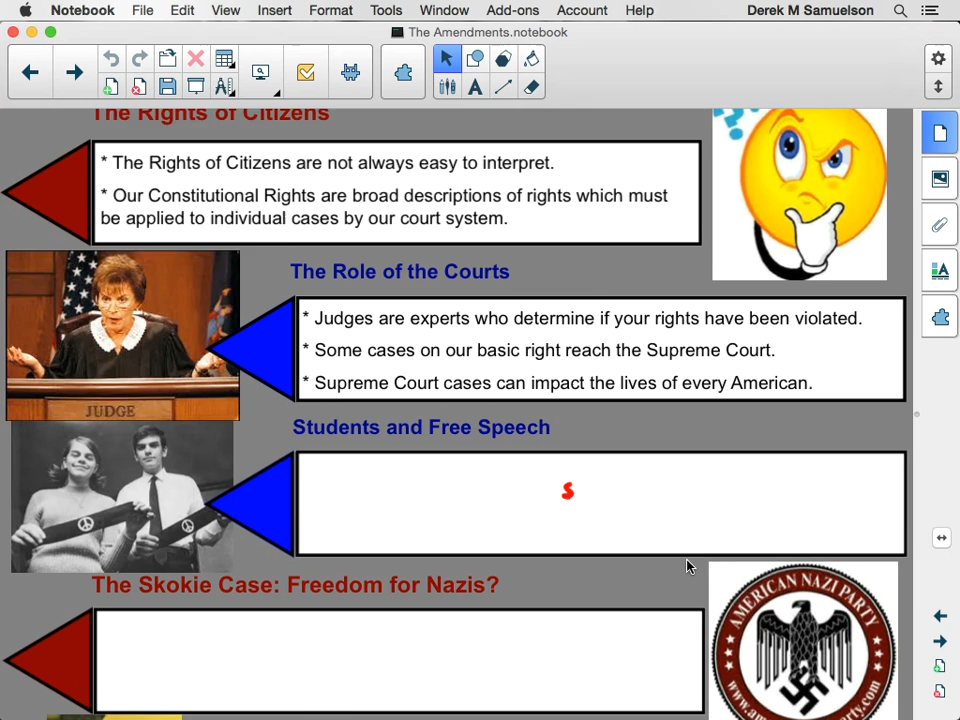 Notebook File Edit View Insert Format Tools Window Add-ons Account Help Derek M Samuelson
The Amendments.notebook
The Rights of Citizens
* The Rights of Citizens are not always easy to interpret.
* Our Constitutional Rights are broad descriptions of rights which must
be applied to individual cases by our court system.
The Role of the Courts
* Judges are experts who determine if your rights have been violated.
* Some cases on our basic right reach the Supreme Court.
* Supreme Court cases can impact the lives of every American.
JUDGE
Students and Free Speech
s
The Skokie Case: Freedom for Nazis?
AMERICAN NAZI PARTY